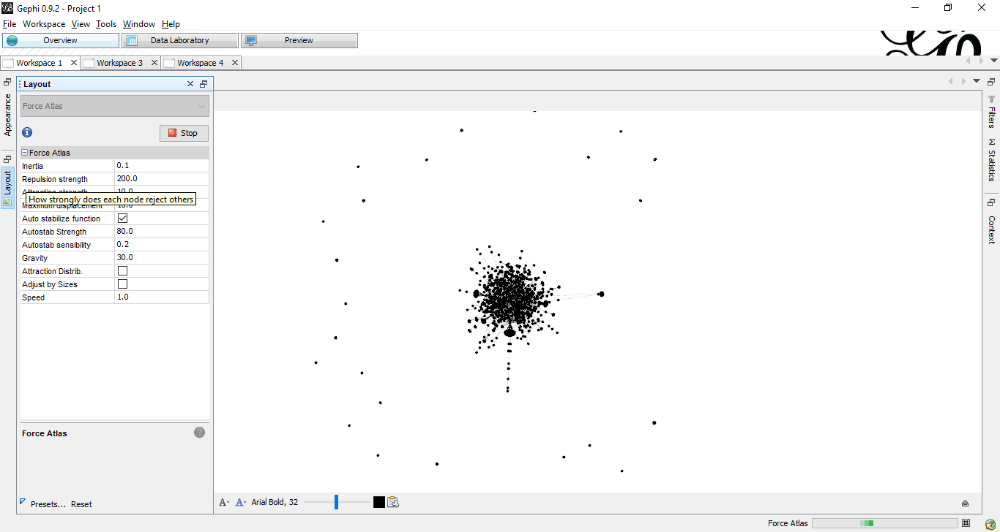 Gephi 0.9.2 - Project 1
File Workspace View Tools Window Help
Overview Data Laboratory Preview
Workspace 1 Workspace 3 Workspace 4
Layout
Appearance
Layout
Force Atlas
Stop
Force Atlas
Inertia 0.1
Repulsion strength 200.0
Attraction strength 10.0
How strongly does each node reject others
Maximum displacement 10.0
Auto stabilize function
Autostab Strength 80.0
Autostab sensibility 0.2
Gravity 30.0
Attraction Distrib.
Adjust by Sizes
Speed 1.0
Force Atlas
Presets... Reset
Arial Bold, 32
Filters
Statistics
Context
Force Atlas